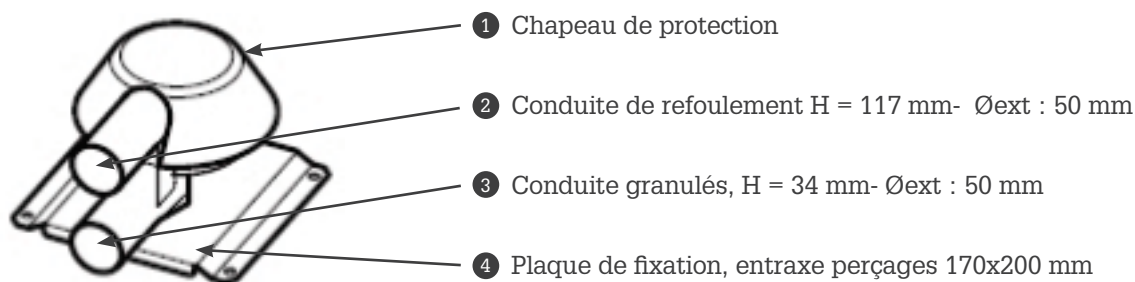 1 Chapeau de protection
2 Conduite de refoulement H = 117 mm- Øext : 50 mm
3 Conduite granulés, H = 34 mm- Øext : 50 mm
4 Plaque de fixation, entraxe perçages 170x200 mm